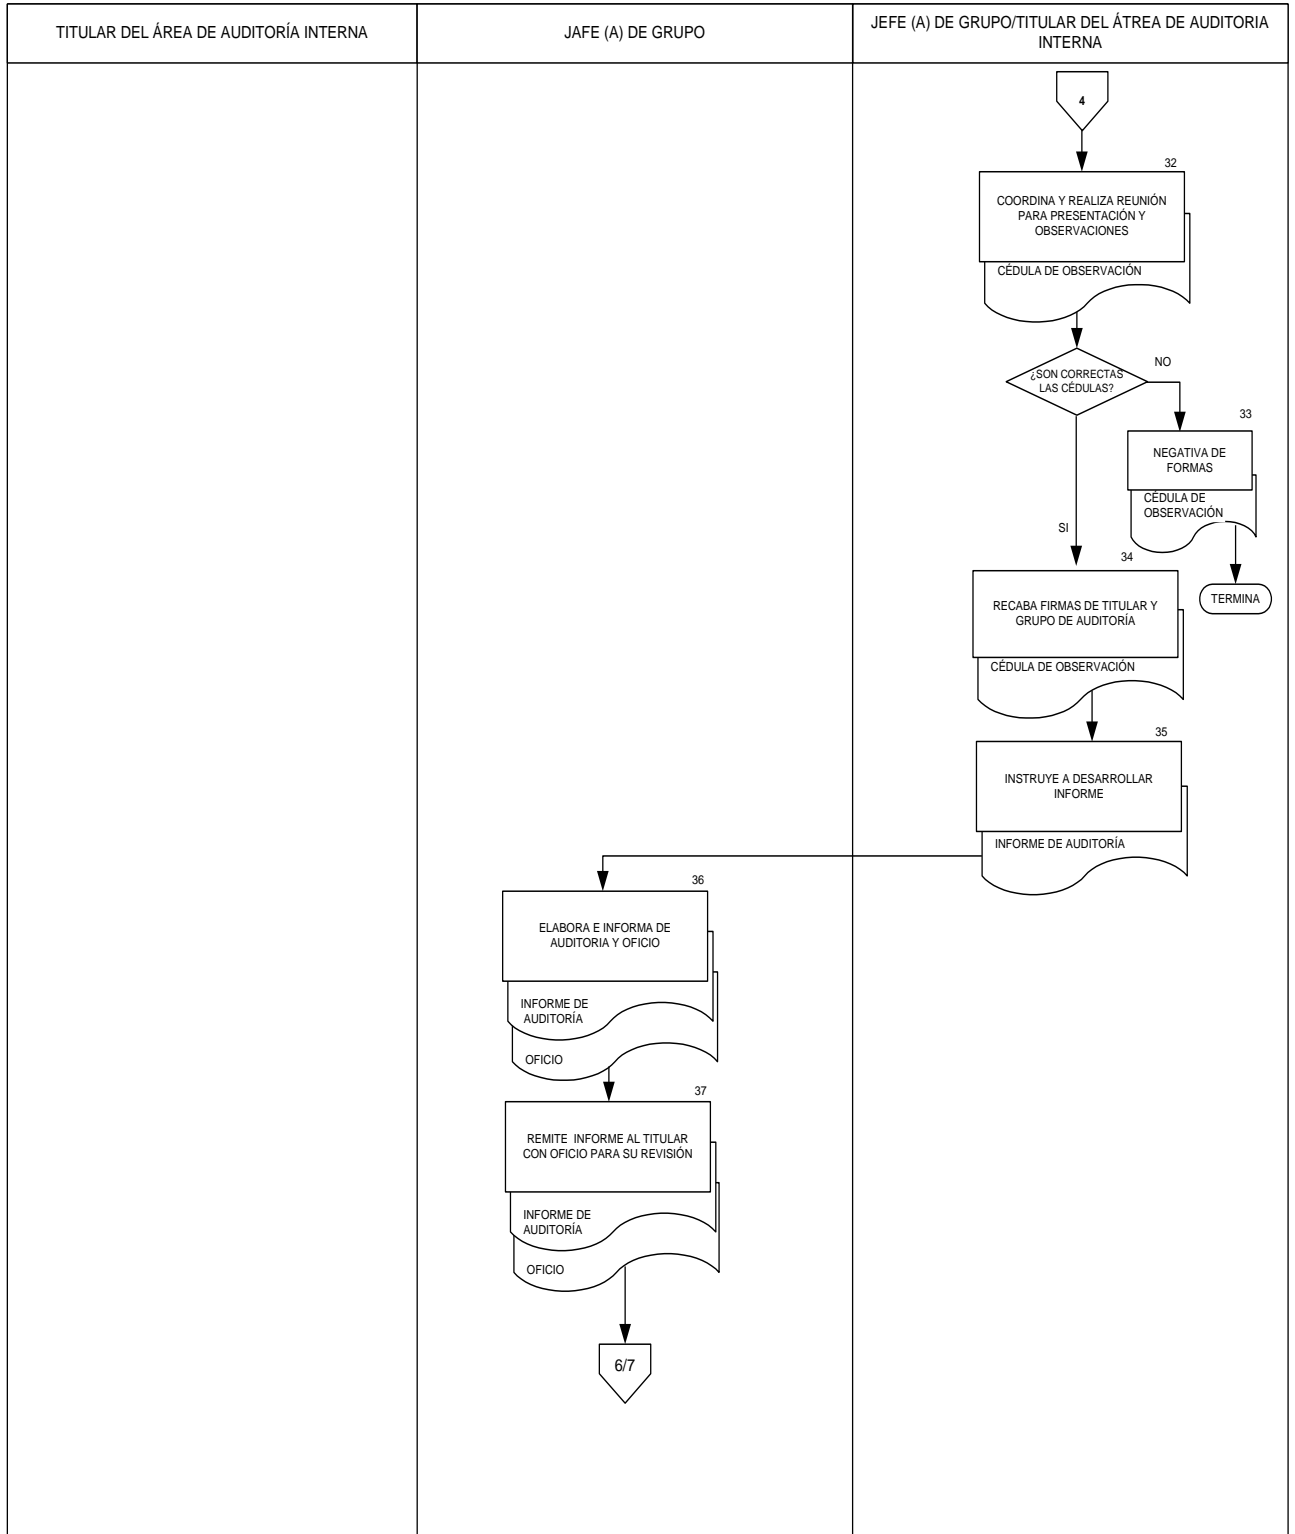 TITULAR DEL ÁREA DE AUDITORÍA INTERNA
JAFE (A) DE GRUPO
JEFE (A) DE GRUPO/TITULAR DEL ÁTREA DE AUDITORIA
INTERNA
4
32
COORDINA Y REALIZA REUNIÓN
PARA PRESENTACIÓN Y
OBSERVACIONES
CÉDULA DE OBSERVACIÓN
¿SON CORRECTAS
LAS CÉDULAS?
NO
33
NEGATIVA DE
FORMAS
CÉDULA DE
OBSERVACIÓN
TERMINA
SI
34
RECABA FIRMAS DE TITULAR Y
GRUPO DE AUDITORÍA
CÉDULA DE OBSERVACIÓN
35
INSTRUYE A DESARROLLAR
INFORME
INFORME DE AUDITORÍA
36
ELABORA E INFORMA DE
AUDITORIA Y OFICIO
INFORME DE
AUDITORÍA
OFICIO
37
REMITE INFORME AL TITULAR
CON OFICIO PARA SU REVISIÓN
INFORME DE
AUDITORÍA
OFICIO
6/7